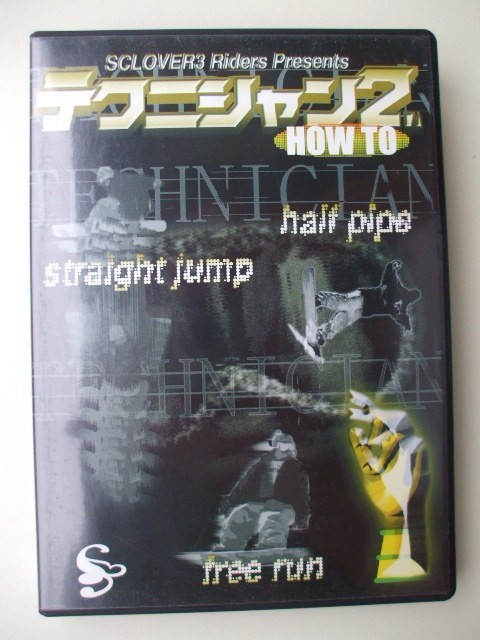 SCLOVER3 Riders Presents
テクニシャン2
HOW TO
TECHNICIAN
half pipe
straight jump
TECHNICIAN
free run